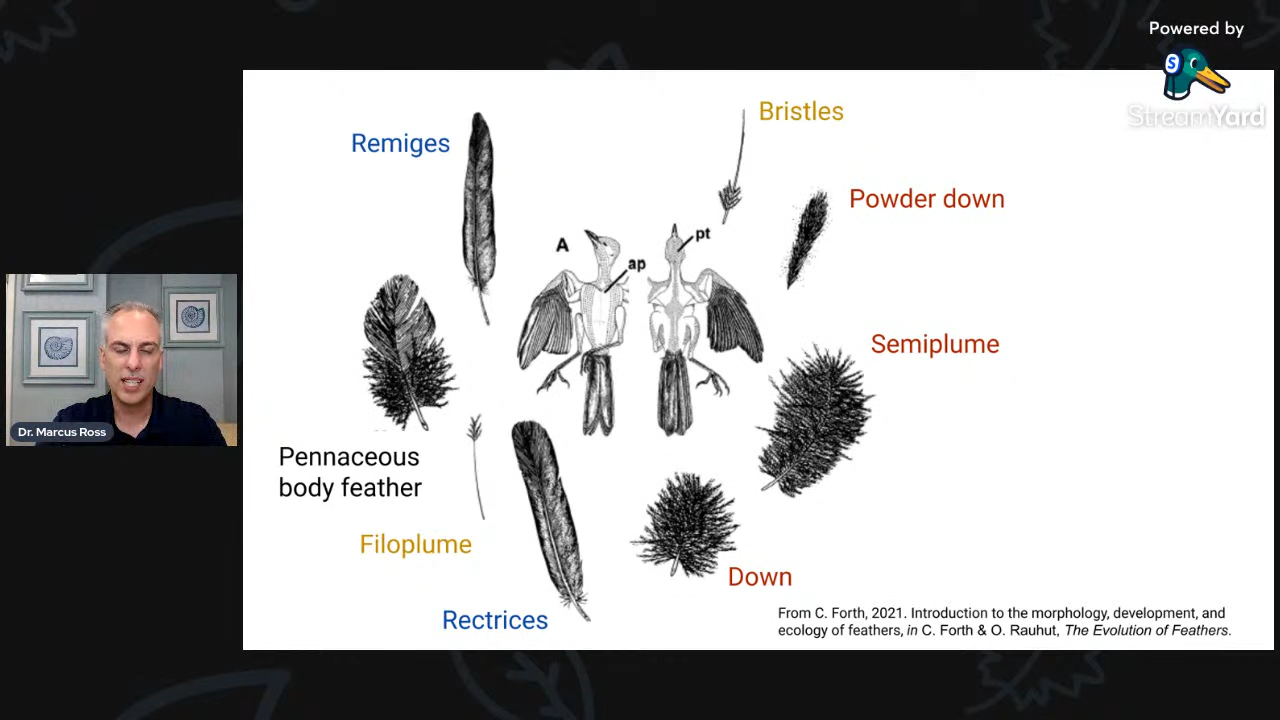 Powered by
StreamYard
Bristles
Remiges
Powder down
pt
A
ap
Semiplume
Dr. Marcus Ross
Pennaceous
body feather
Filoplume
Down
Rectrices
From C. Forth, 2021. Introduction to the morphology, development, and
ecology of feathers, in C. Forth & O. Rauhut, The Evolution of Feathers.